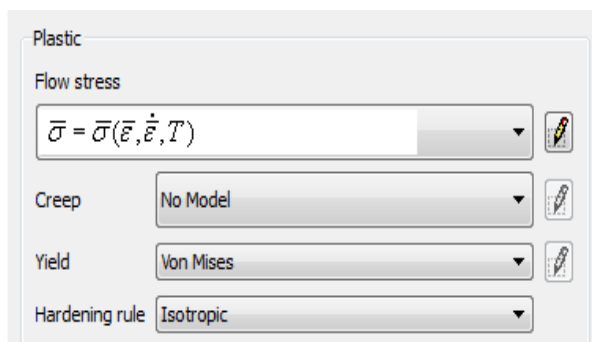 Plastic
Flow stress
σ̅ = σ̅(ε̅,ε̅̇,T)
Creep No Model
Yield Von Mises
Hardening rule Isotropic